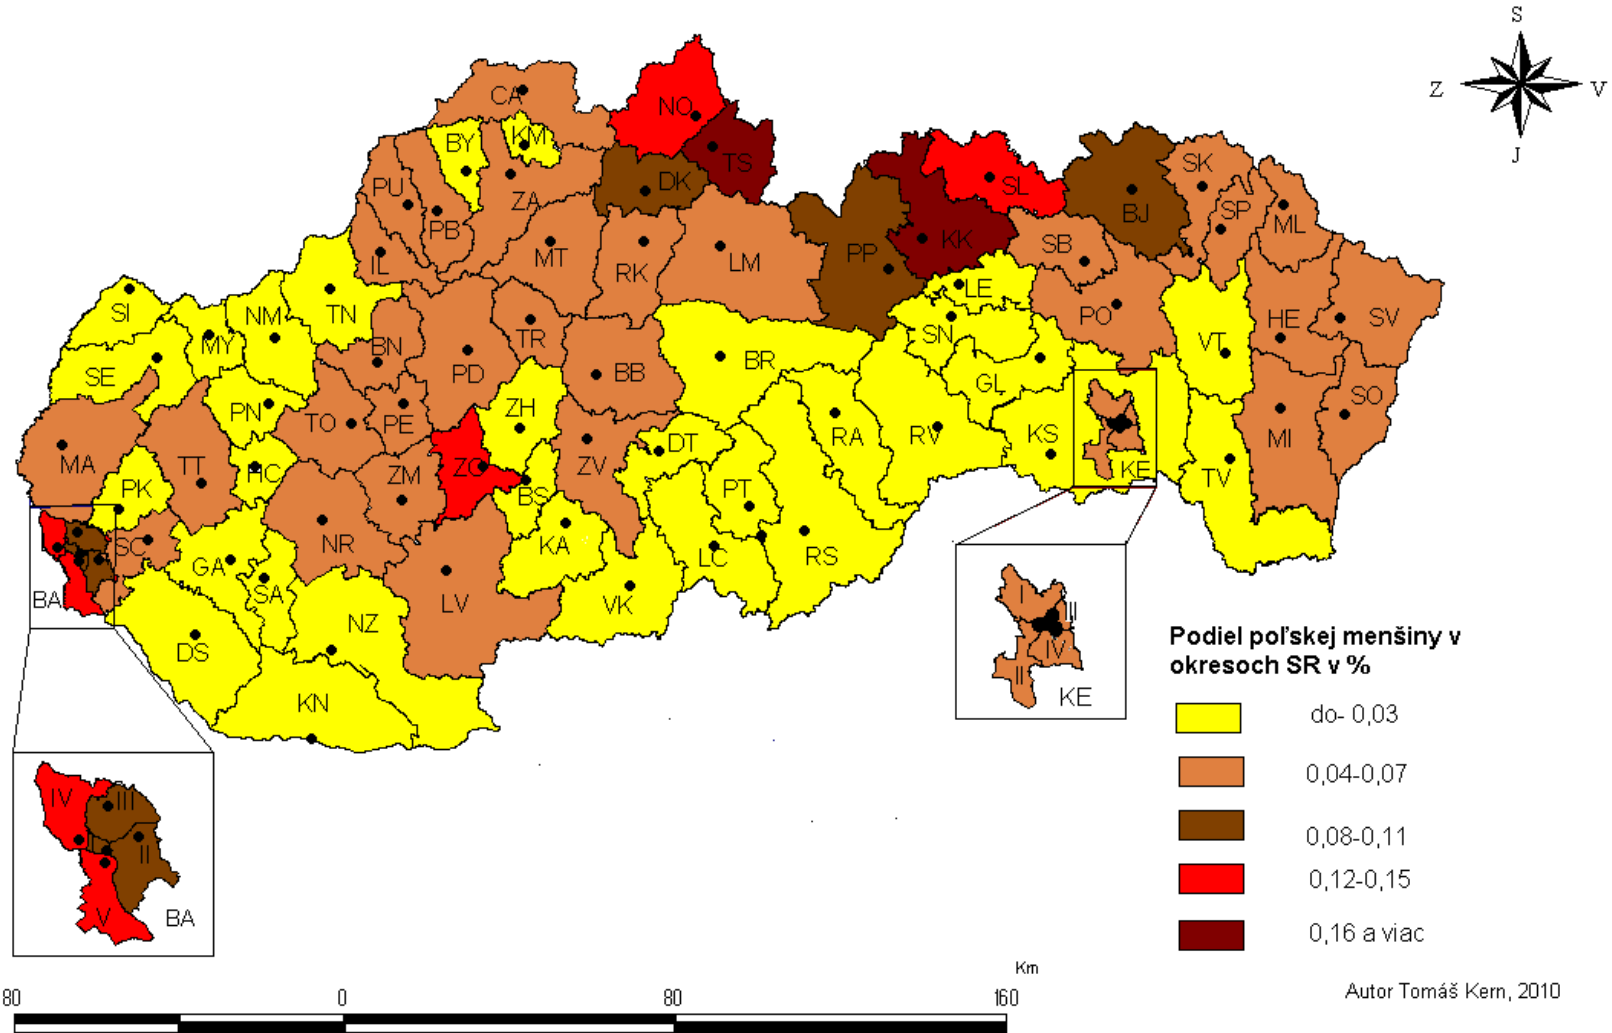 S
Z
V
J
CA
NO
BY
KM
TS
DK
SL
SK
PU
ZA
KK
BJ
SP
ML
PB
PP
SB
IL
MT
RK
LM
LE
SI
NM
TN
TR
PO
HE
SV
MY
BN
SN
VT
SE
PD
BB
BR
GL
PN
TO
PE
ZH
DT
RA
RV
KS
SO
MA
TT
HC
ZM
ZC
ZV
MI
PK
BS
PT
KE
TV
SC
NR
KA
LC
RS
GA
SA
BA
LV
VK
DS
NZ
KN
I
III
IV
II
KE
Podiel poľskej menšiny v
okresoch SR v %
do- 0,03
0,04-0,07
0,08-0,11
0,12-0,15
0,16 a viac
IV
III
I
II
V
BA
Km
80
0
80
160
Autor Tomáš Kern, 2010